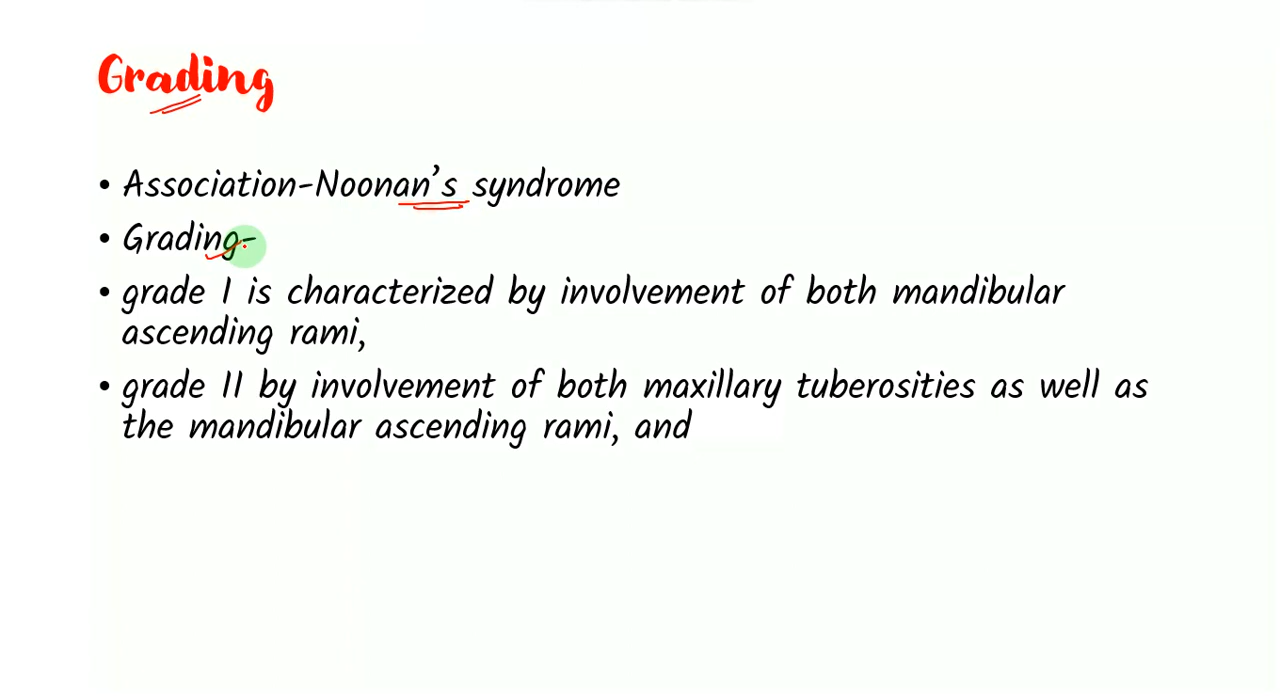 Grading
• Association-Noonan's syndrome
• Grading-
• grade I is characterized by involvement of both mandibular
ascending rami,
• grade II by involvement of both maxillary tuberosities as well as
the mandibular ascending rami, and